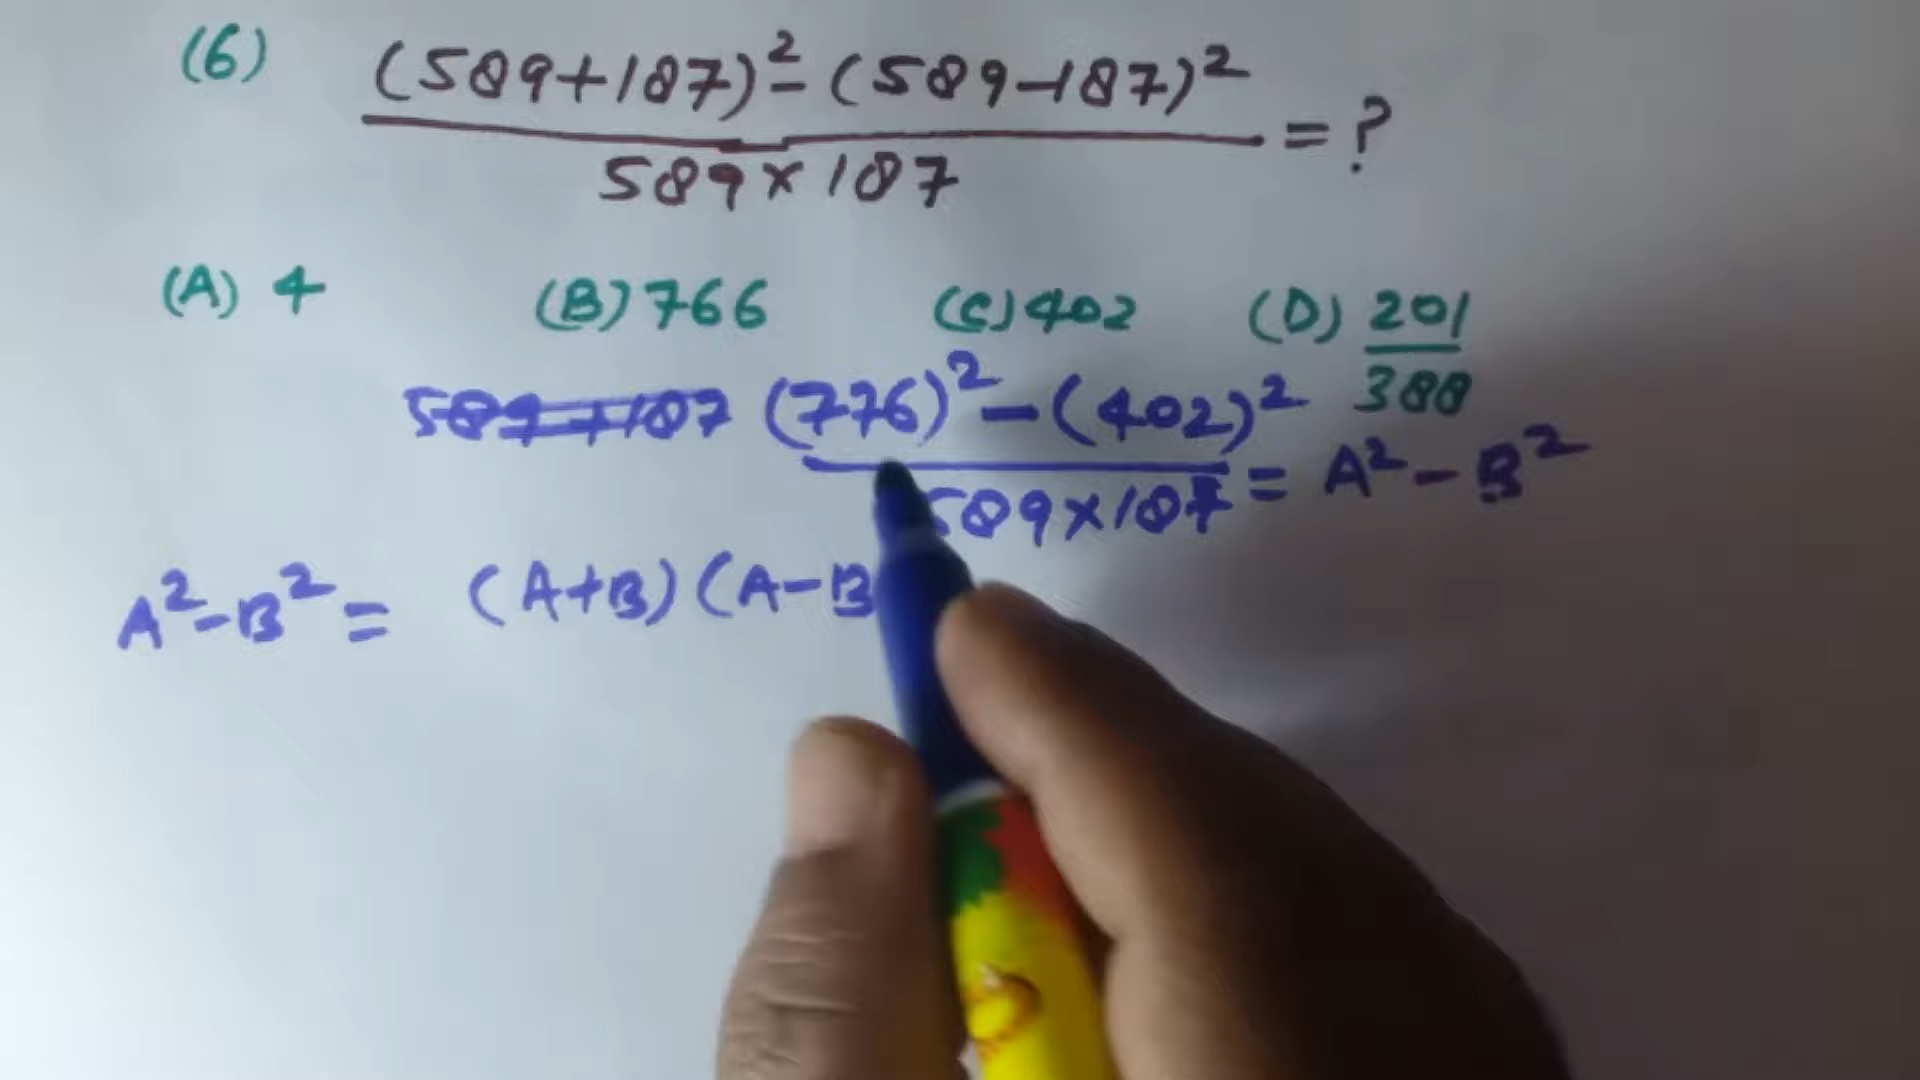 (6) (589+187)² - (589-187)²
589 × 187 = ?
(A) 4 (B) 766 (C) 402 (D) 201/388
(776)² - (402)²
589×187 = A² - B²
A² - B² = (A+B) (A-B